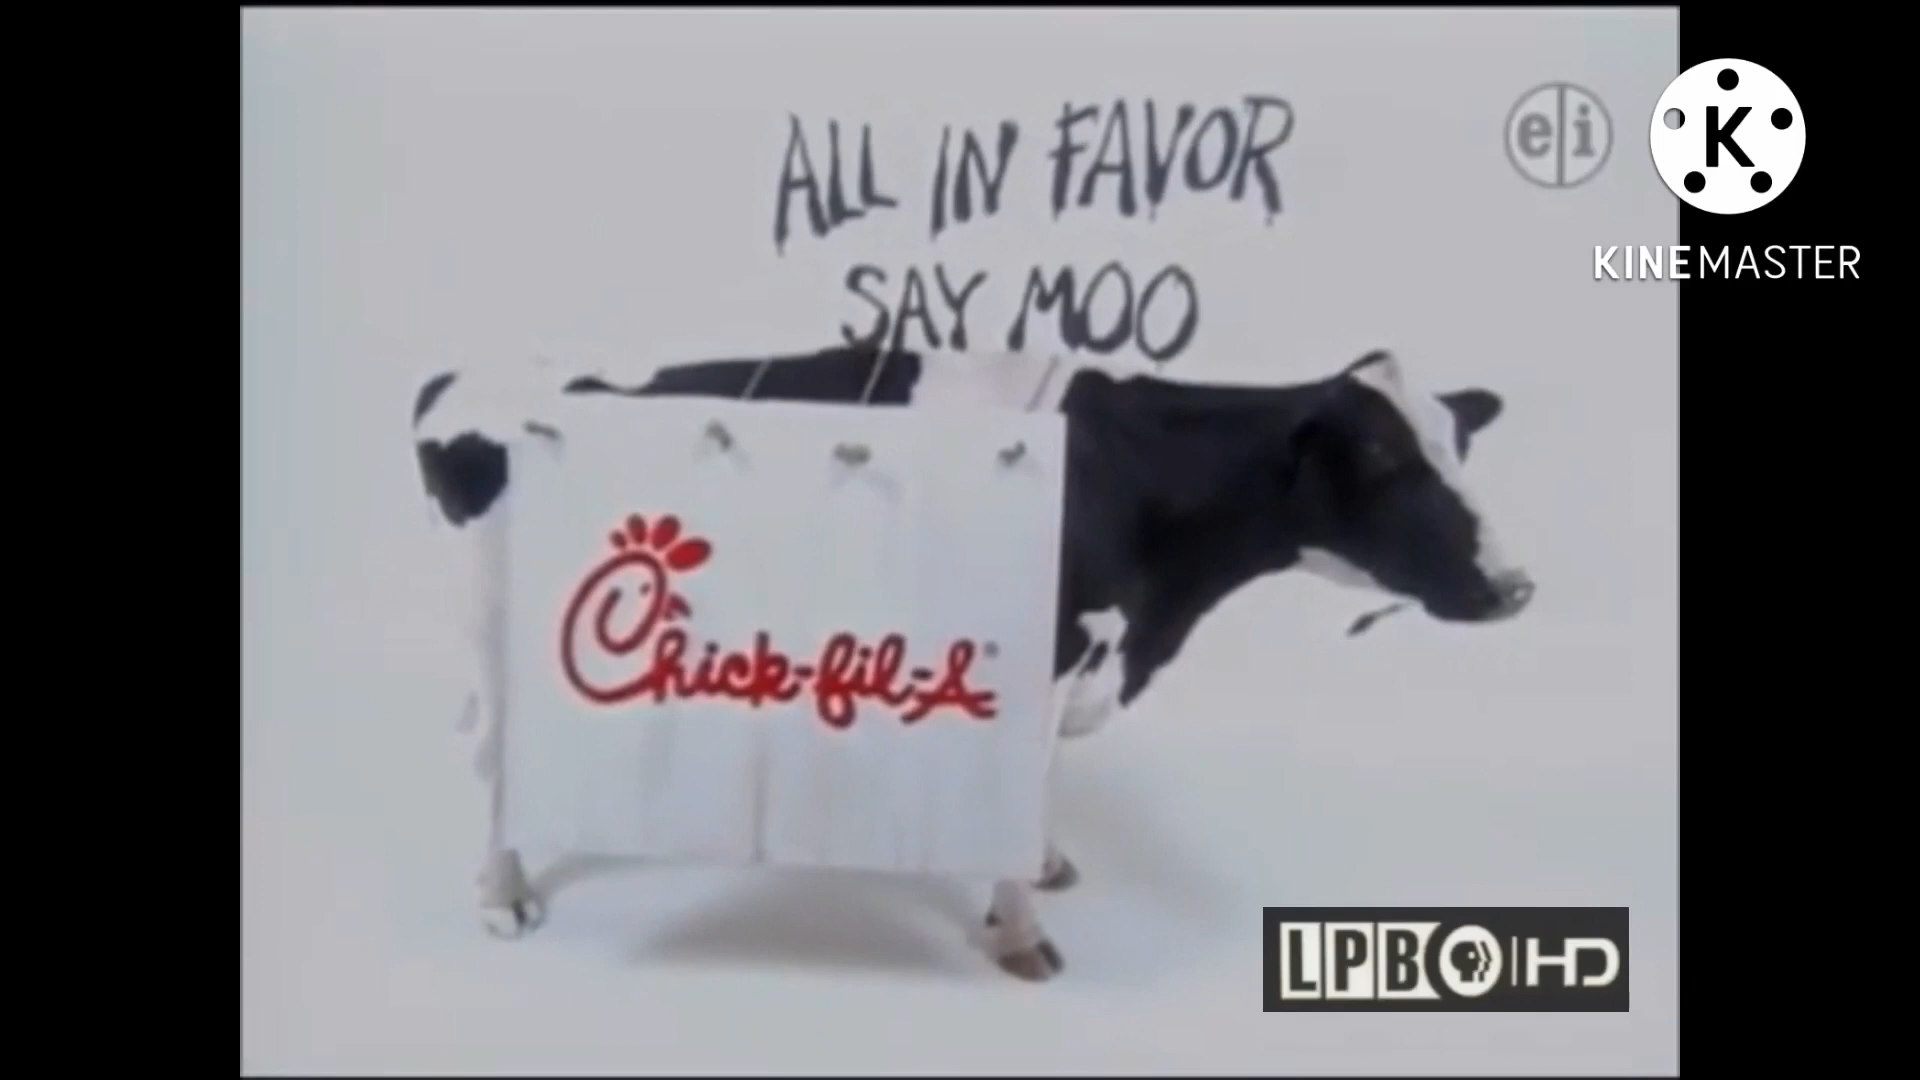 ALL IN FAVOR
SAY MOO
e i
K
KINEMASTER
Chick-fil-A®
LPB HD